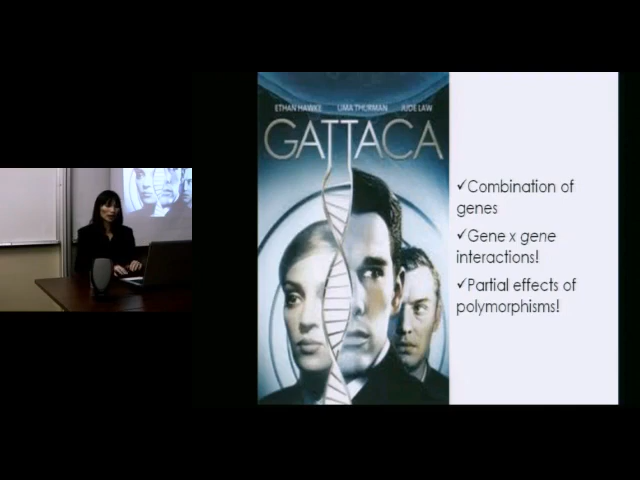 ETHAN HAWKE UMA THURMAN JUDE LAW
GATTACA
✓Combination of
genes
✓Gene x gene
interactions!
✓Partial effects of
polymorphisms!